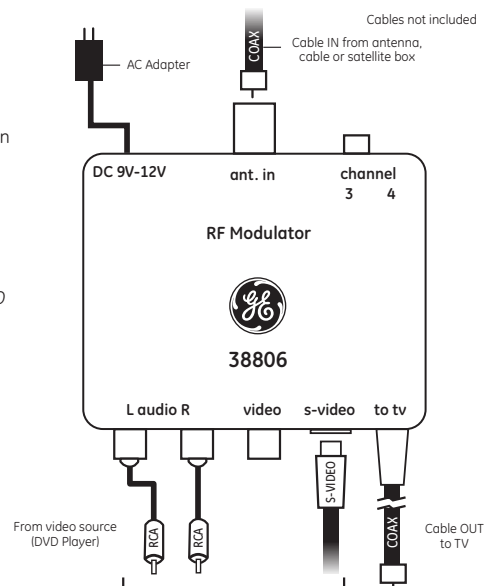 Cables not included
COAX
Cable IN from antenna,
cable or satellite box
AC Adapter
n
DC 9V-12V
ant. in
channel
3 4
RF Modulator
GE
38806
L audio R
video
s-video
to tv
S-VIDEO
From video source
(DVD Player)
RCA
RCA
COAX
Cable OUT
to TV